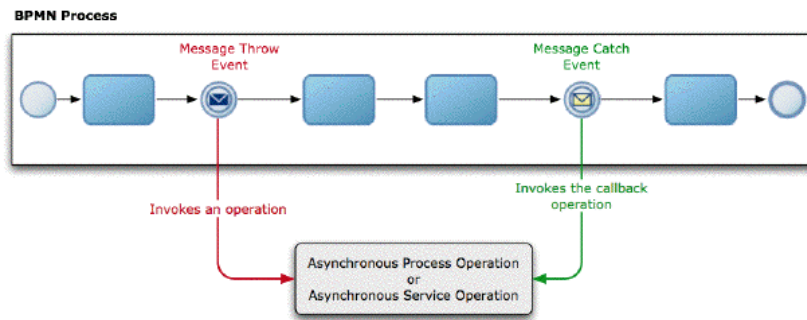 BPMN Process
Message Throw
Event
Message Catch
Event
Invokes an operation
Invokes the callback
operation
Asynchronous Process Operation
or
Asynchronous Service Operation